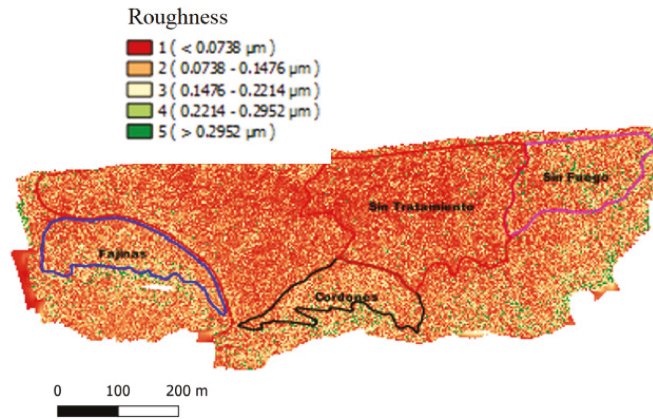 Roughness
1 ( < 0.0738 µm)
2 ( 0.0738 - 0.1476 µm)
3 ( 0.1476 - 0.2214 µm)
4 ( 0.2214 - 0.2952 µm)
5 ( > 0.2952 µm)
Sin Fuego
Sin Tratamiento
Fajinas
Cordones
0 100 200 m